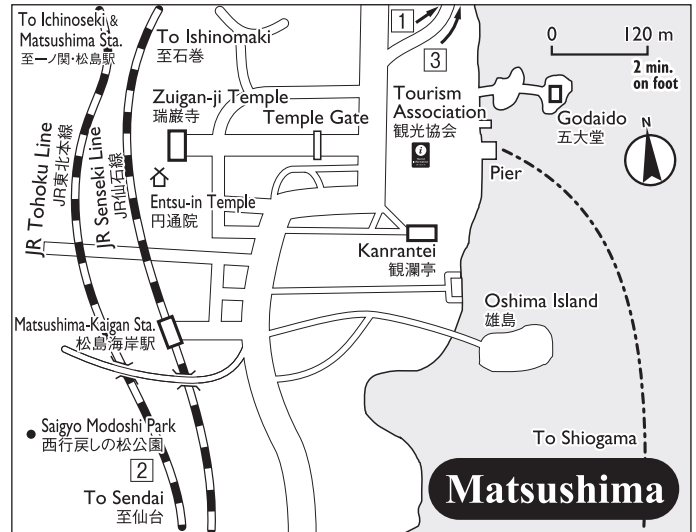 To Ichinoseki &
Matsushima Sta.
至一ノ関・松島駅
To Ishinomaki
至石巻
1
3
0 120 m
2 min.
on foot
Zuigan-ji Temple
瑞巌寺
Temple Gate
Tourism
Association
観光協会
Godaido
五大堂
N
Pier
JR Tohoku Line
JR東北本線
JR Senseki Line
JR仙石線
Entsu-in Temple
円通院
Kanrantei
観瀾亭
Oshima Island
雄島
Matsushima-Kaigan Sta.
松島海岸駅
Saigyo Modoshi Park
西行戻しの松公園
2
To Sendai
至仙台
To Shiogama
Matsushima